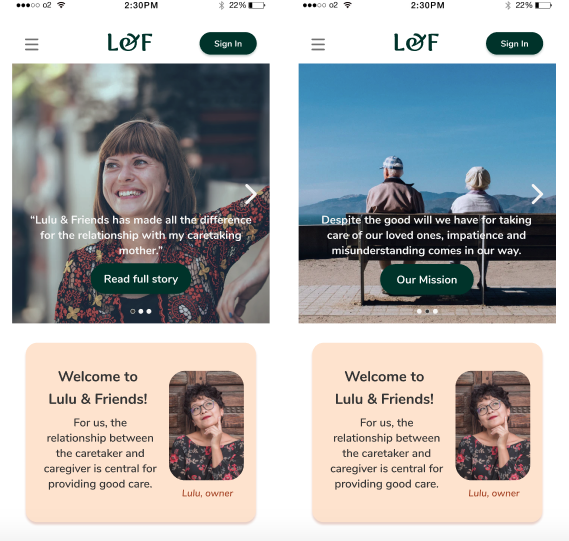 o2 2:30PM 22%
L&F
Sign In
“Lulu & Friends has made all the difference
for the relationship with my caretaking
mother.”
Read full story
Welcome to
Lulu & Friends!
For us, the
relationship between
the caretaker and
caregiver is central for
providing good care.
Lulu, owner
o2 2:30PM 22%
L&F
Sign In
Despite the good will we have for taking
care of our loved ones, impatience and
misunderstanding comes in our way.
Our Mission
Welcome to
Lulu & Friends!
For us, the
relationship between
the caretaker and
caregiver is central for
providing good care.
Lulu, owner